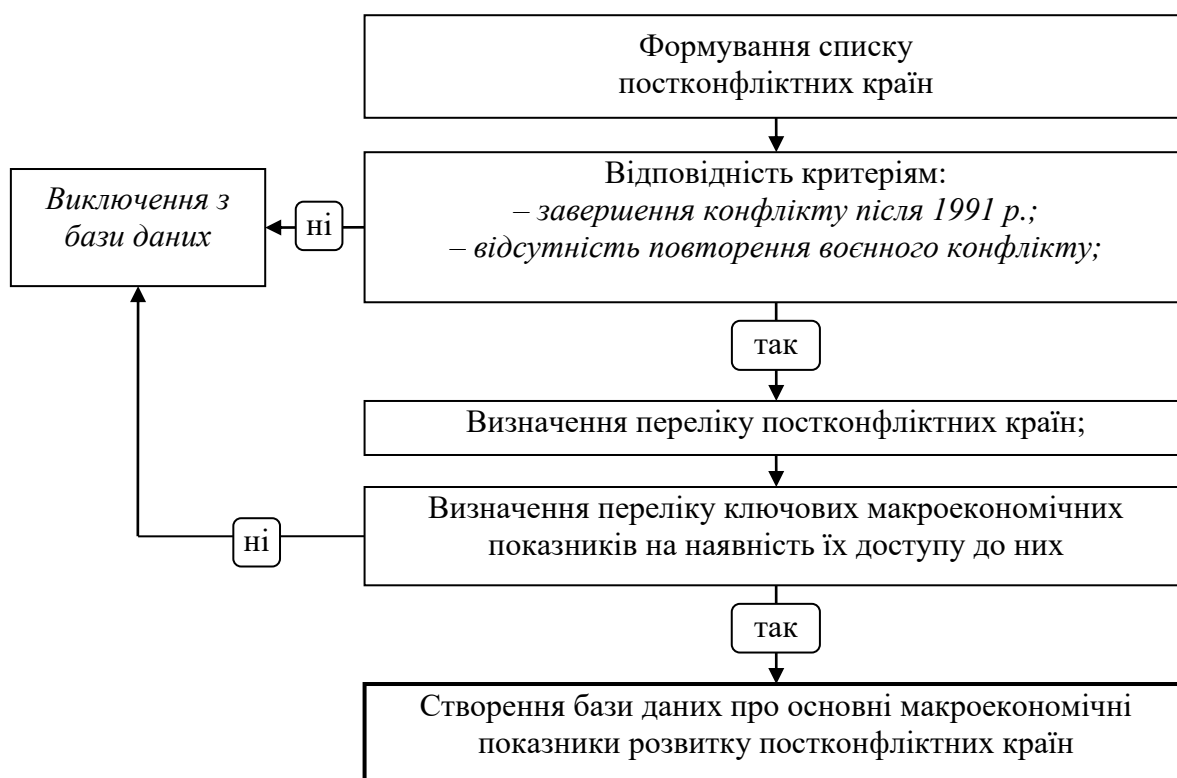 Формування списку
постконфліктних країн
Відповідність критеріям:
– завершення конфлікту після 1991 р.;
– відсутність повторення воєнного конфлікту;
ні
Виключення з
бази даних
так
Визначення переліку постконфліктних країн;
Визначення переліку ключових макроекономічних
показників на наявність їх доступу до них
ні
так
Створення бази даних про основні макроекономічні
показники розвитку постконфліктних країн